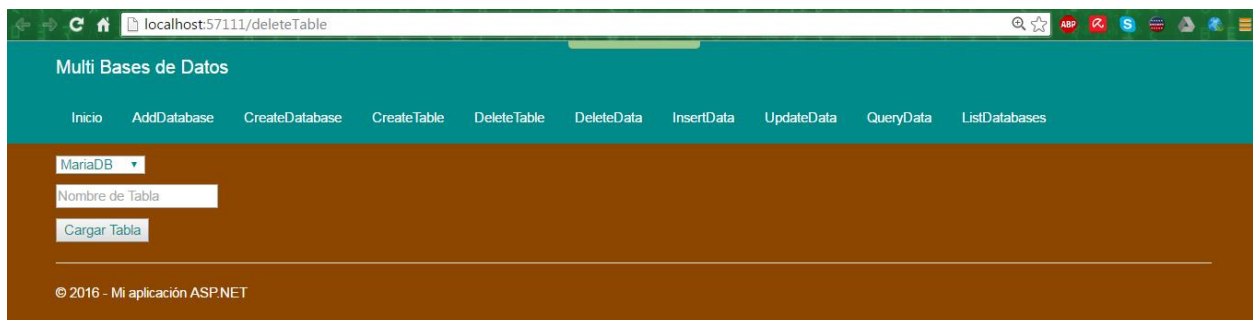 localhost:57111/deleteTable
ABP
S
Multi Bases de Datos
Inicio AddDatabase CreateDatabase CreateTable DeleteTable DeleteData InsertData UpdateData QueryData ListDatabases
MariaDB
Nombre de Tabla
Cargar Tabla
© 2016 - Mi aplicación ASP.NET